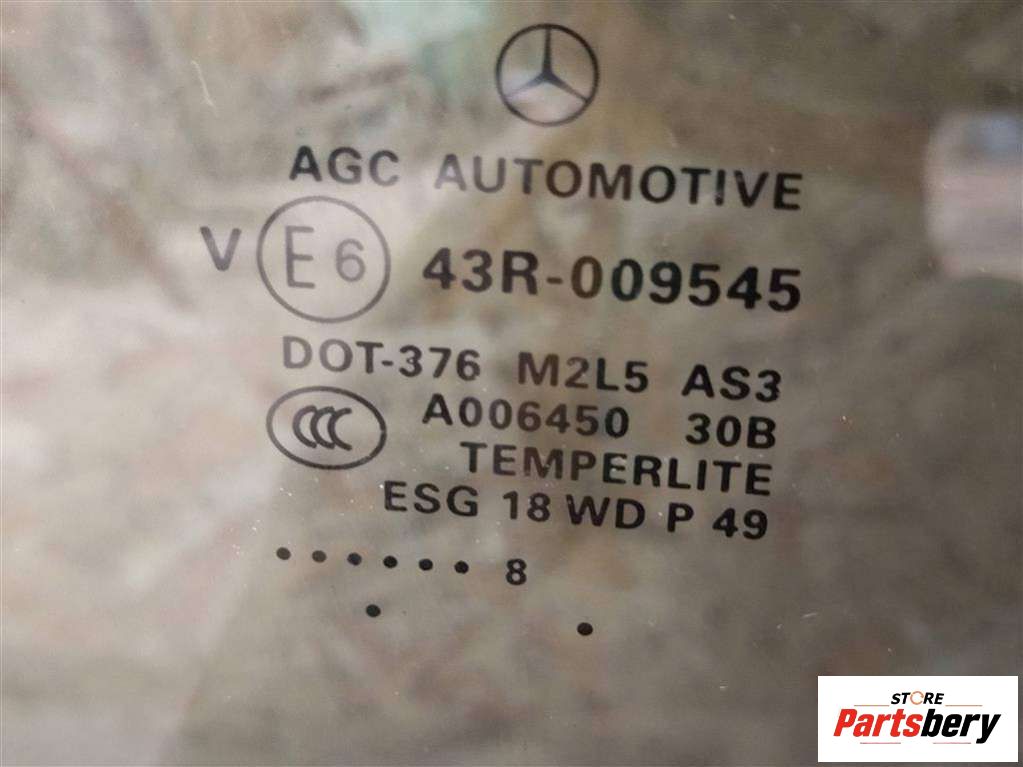 AGC AUTOMOTIVE
V E6 43R-009545
DOT-376 M2L5 AS3
CCC A006450 30B
TEMPERLITE
ESG 18 WD P 49
• • • • • • 8
• •
STORE
Partsbery